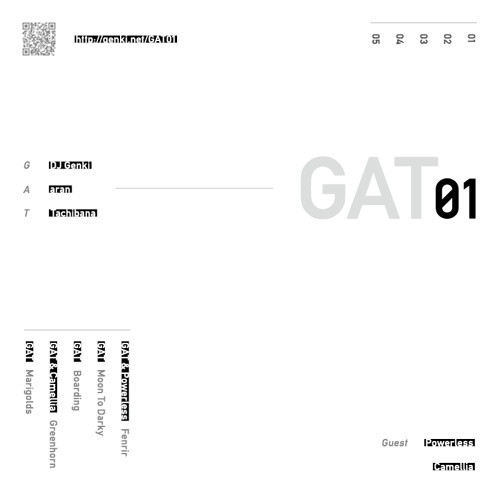 http://genki.net/GAT01
05 04 03 02 01
G DJ Genki
A aran
T Tachibana
GAT01
GAT Marigolds
GAT & Camellia Greenhorn
GAT Boarding
GAT Moon To Darky
GAT & Powerless Fenrir
Guest Powerless
Camellia